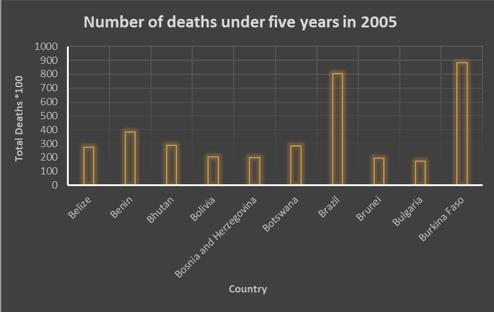 Number of deaths under five years in 2005
Total Deaths *100
1000
900
800
700
600
500
400
300
200
100
0
Belize
Benin
Bhutan
Bolivia
Bosnia and Herzegovina
Botswana
Brazil
Brunel
Bulgaria
Burkina Faso
Country